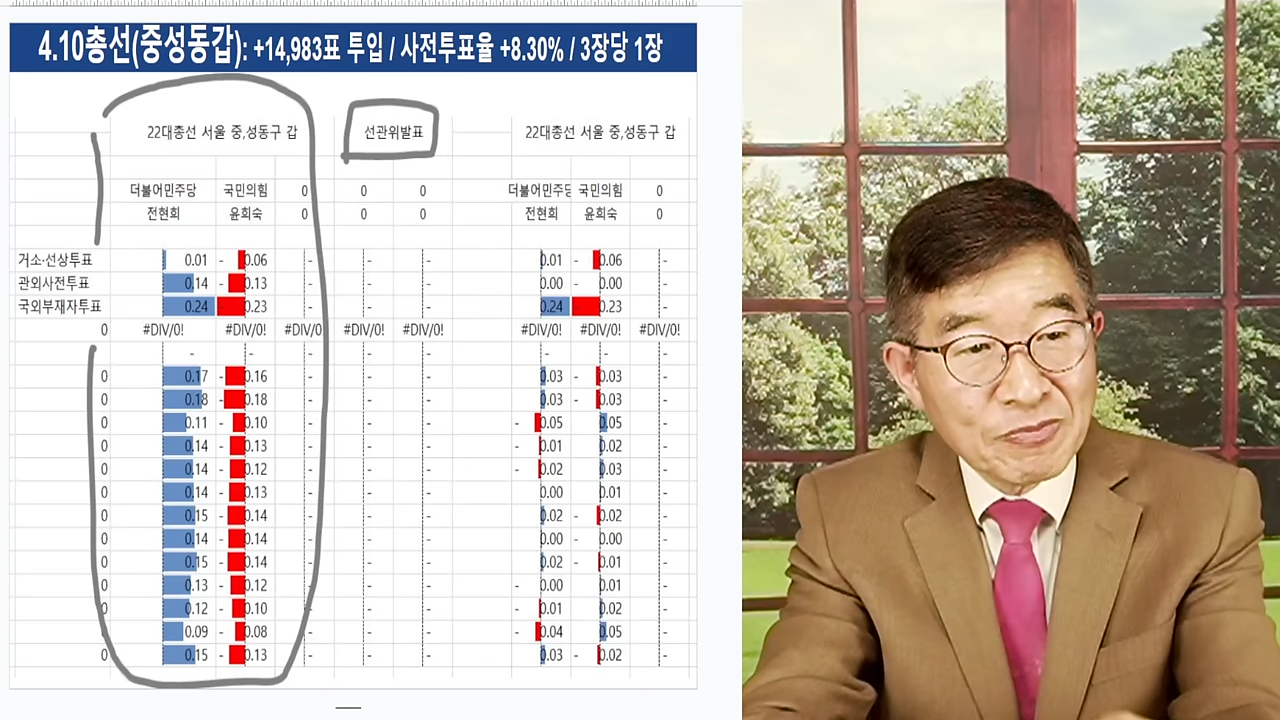 4.10총선(중성동갑): +14,983표 투입 / 사전투표율 +8.30% / 3장당 1장
22대총선 서울 중,성동구 갑 선관위발표 22대총선 서울 중,성동구 갑
더불어민주당 국민의힘 0 0 0 더불어민주당 국민의힘 0
전현희 윤희숙 0 0 0 전현희 윤희숙 0
거소·선상투표 0.01 - 0.06 - - - 0.01 - 0.06 -
관외사전투표 0.14 - 0.13 - - - 0.00 - 0.00 -
국외부재자투표 0.24 - 0.23 - - - 0.24 - 0.23 -
0 #DIV/0! #DIV/0! #DIV/0! #DIV/0! #DIV/0! #DIV/0! #DIV/0! #DIV/0!
- - - - - - - -
0 0.17 - 0.16 - - - 0.03 - 0.03 -
0 0.18 - 0.18 - - - 0.03 - 0.03 -
0 0.11 - 0.10 - - - - 0.05 0.05 -
0 0.14 - 0.13 - - - - 0.01 0.02 -
0 0.14 - 0.12 - - - - 0.02 0.03 -
0 0.14 - 0.13 - - - 0.00 0.01 -
0 0.15 - 0.14 - - - 0.02 - 0.02 -
0 0.14 - 0.14 - - - 0.00 - 0.00 -
0 0.15 - 0.14 - - - 0.02 - 0.01 -
0 0.13 - 0.12 - - - - 0.00 0.01 -
0 0.12 - 0.10 - - - - 0.01 0.02 -
0 0.09 - 0.08 - - - - 0.04 0.05 -
0 0.15 - 0.13 - - - 0.03 - 0.02 -